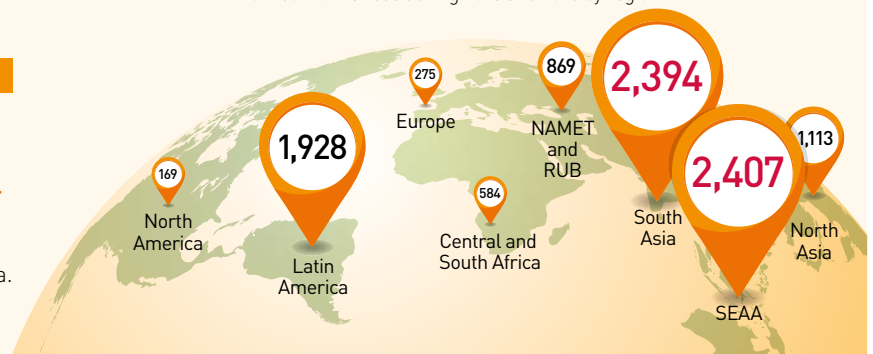 275
Europe
869
NAMET
and
RUB
2,394
South
Asia
2,407
SEAA
1,113
North
Asia
1,928
Latin
America
169
North
America
584
Central and
South Africa
a.